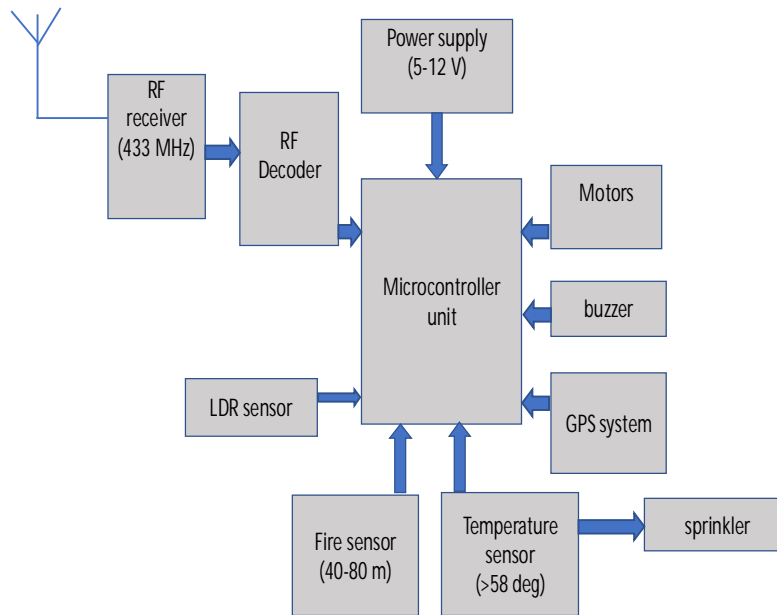 Power supply
(5-12 V)
RF
receiver
(433 MHz)
RF
Decoder
Motors
Microcontroller
unit
buzzer
LDR sensor
GPS system
Fire sensor
(40-80 m)
Temperature
sensor
(>58 deg)
sprinkler